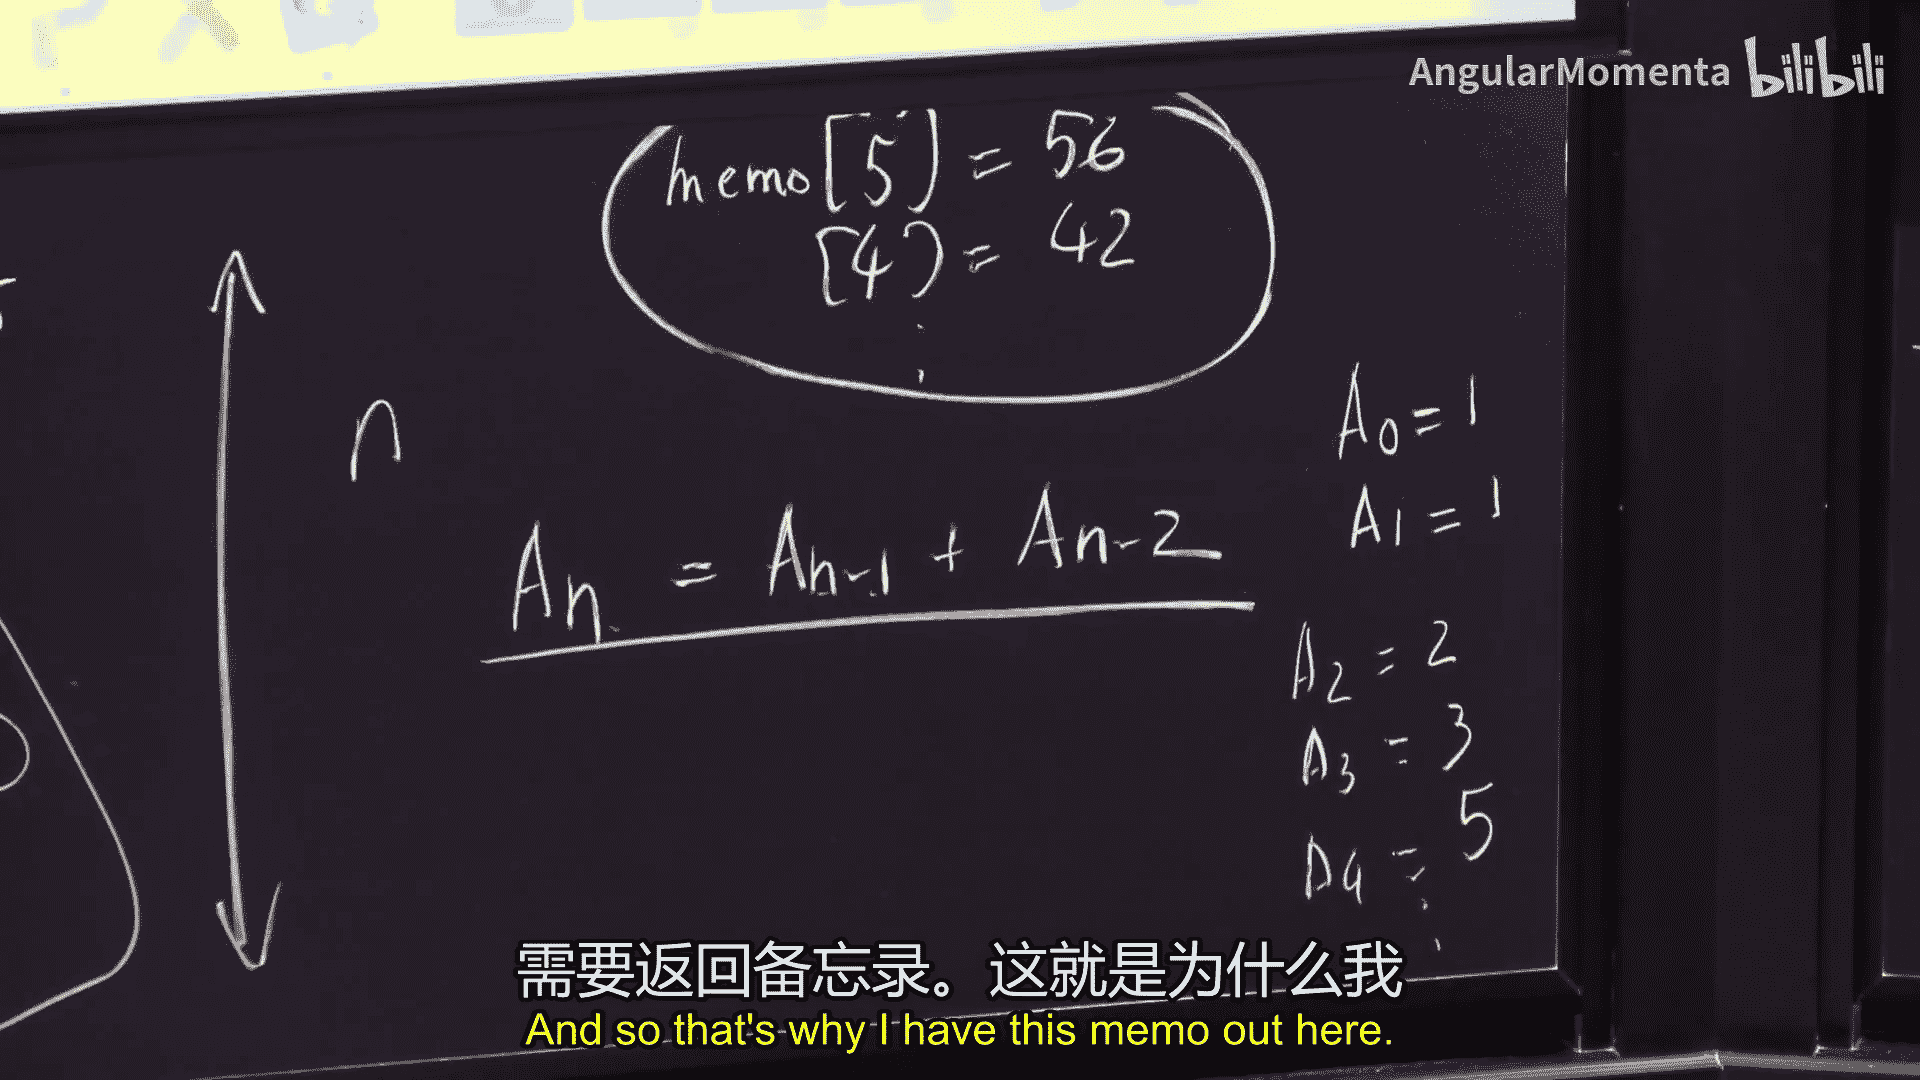 AngularMomenta bilibili
memo[5] = 56
[4] = 42
n
A0 = 1
A1 = 1
An = An-1 + An-2
A2 = 2
A3 = 3
A4 = 5
需要返回备忘录。这就是为什么我
And so that's why I have this memo out here.